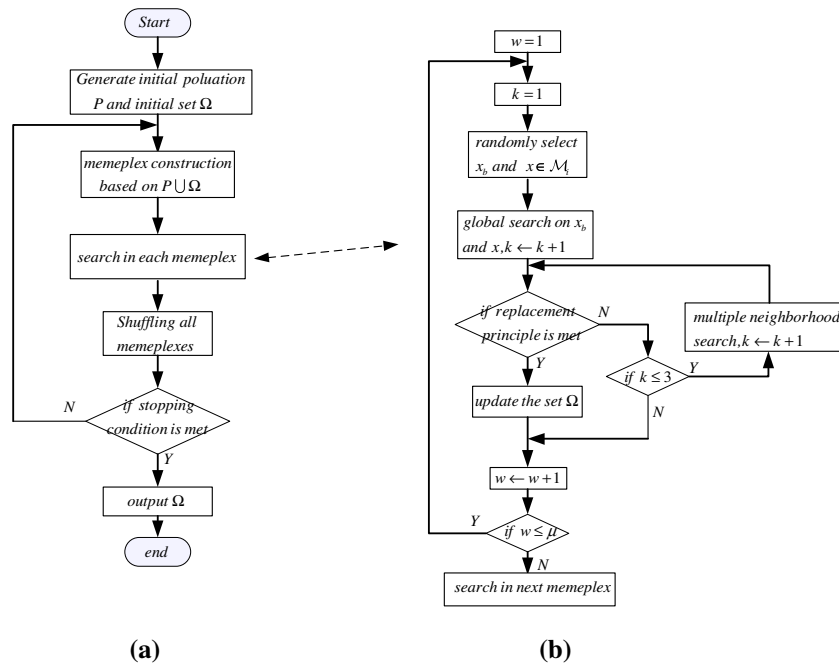 Start
Generate initial poluation
P and initial set Ω
memeplex construction
based on P∪Ω
search in each memeplex
Shuffling all
memeplexes
if stopping
condition is met
N
Y
output Ω
end
(a)
w=1
k=1
randomly select
x_b and x∈ℳ_i
global search on x_b
and x,k←k+1
if replacement
principle is met
N
Y
multiple neighborhood
search,k←k+1
if k≤3
Y
N
update the set Ω
w←w+1
if w≤μ
Y
N
search in next memeplex
(b)